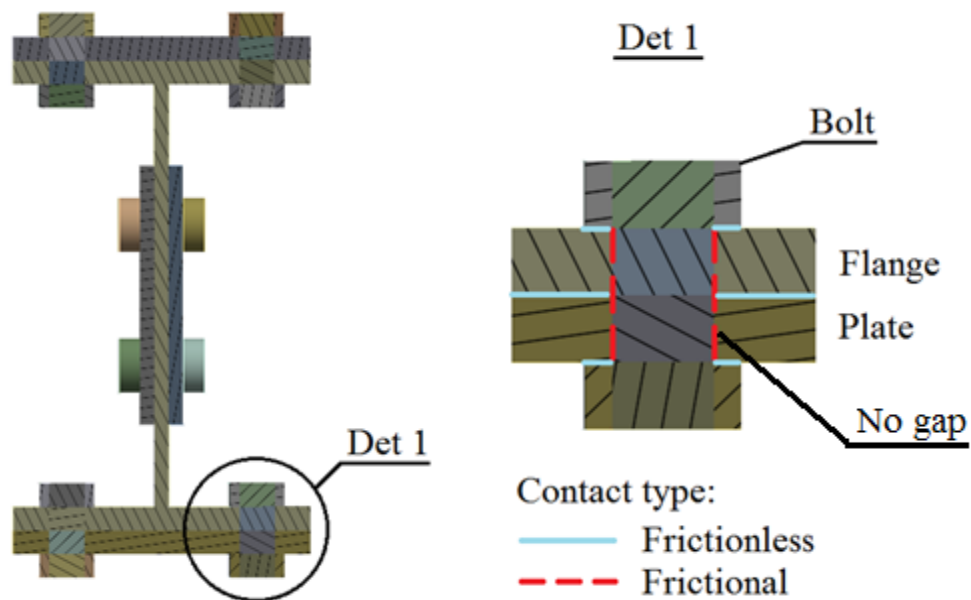 Det 1
Bolt
Flange
Plate
No gap
Det 1
Contact type:
Frictionless
Frictional